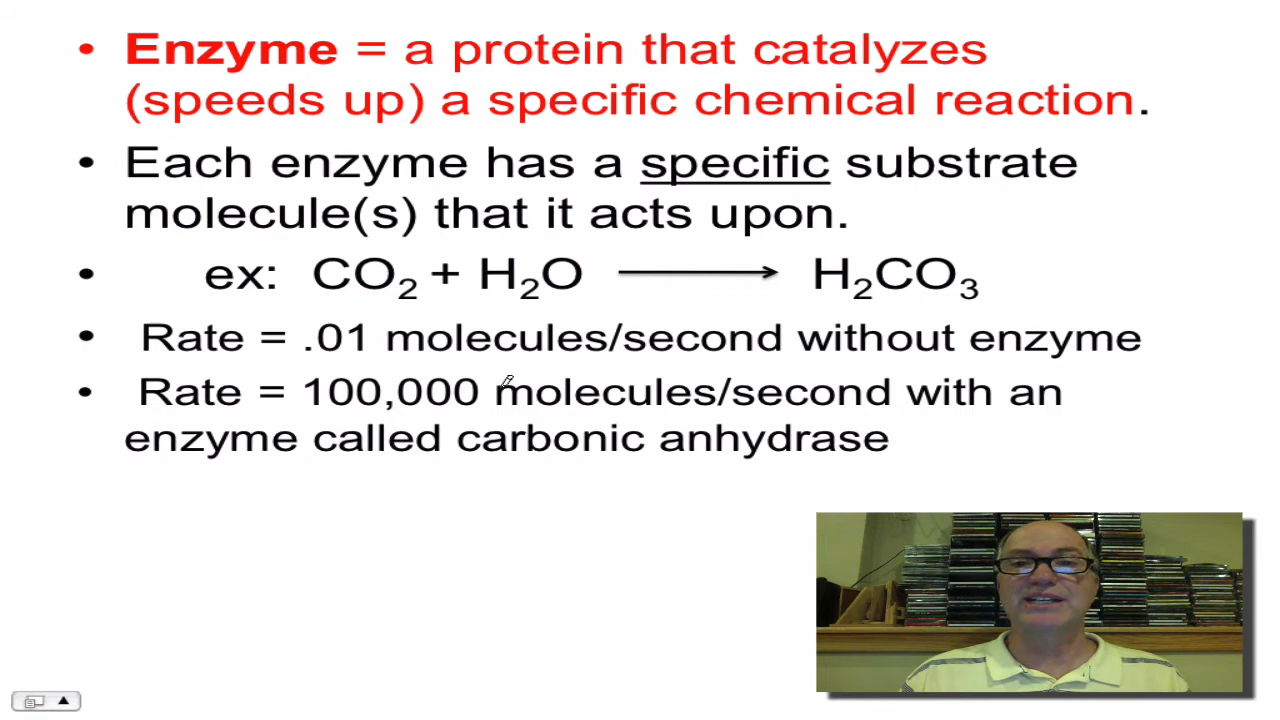 • Enzyme = a protein that catalyzes
(speeds up) a specific chemical reaction.
• Each enzyme has a specific substrate
molecule(s) that it acts upon.
• ex: CO₂ + H₂O ⟶ H₂CO₃
• Rate = .01 molecules/second without enzyme
• Rate = 100,000 molecules/second with an
enzyme called carbonic anhydrase